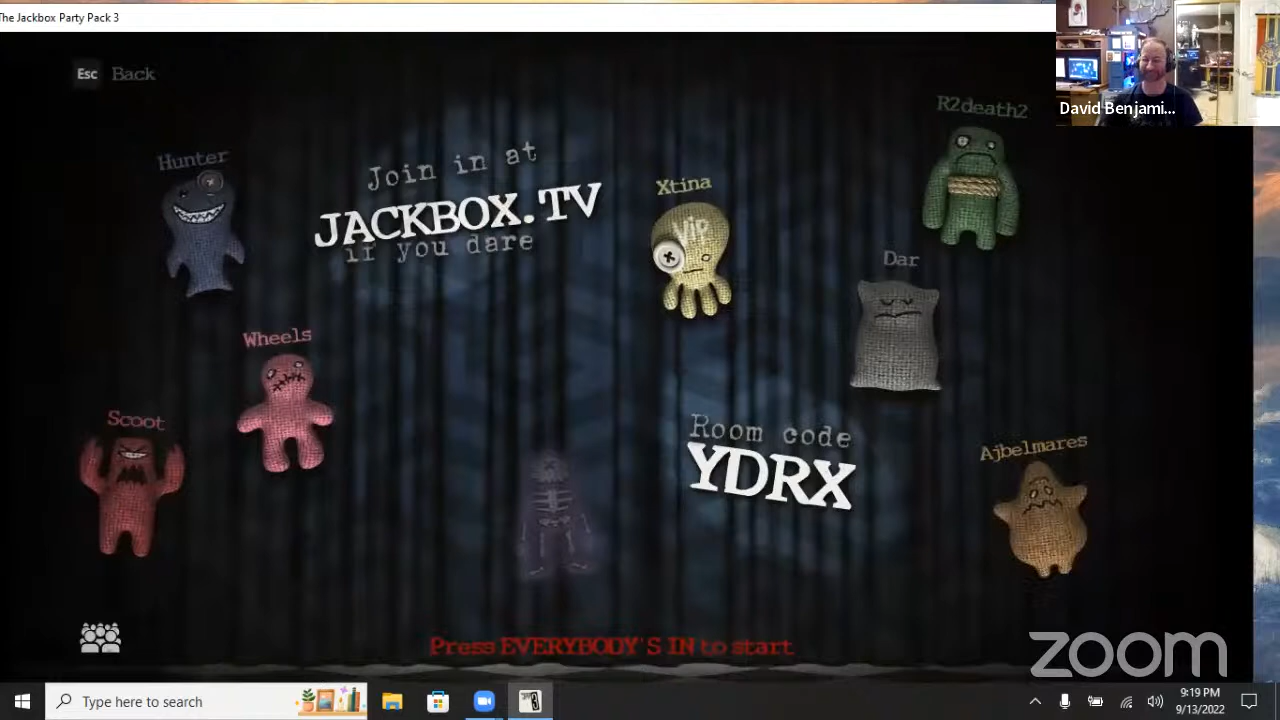 The Jackbox Party Pack 3
Esc Back
Hunter
Join in at
JACKBOX.TV
if you dare
Xtina
VIP
R2death2
Dar
Wheels
Scoot
Room code
YDRX
Ajbelmares
Press EVERYBODY'S IN to start
David Benjami...
zoom
Type here to search
9:19 PM
9/13/2022